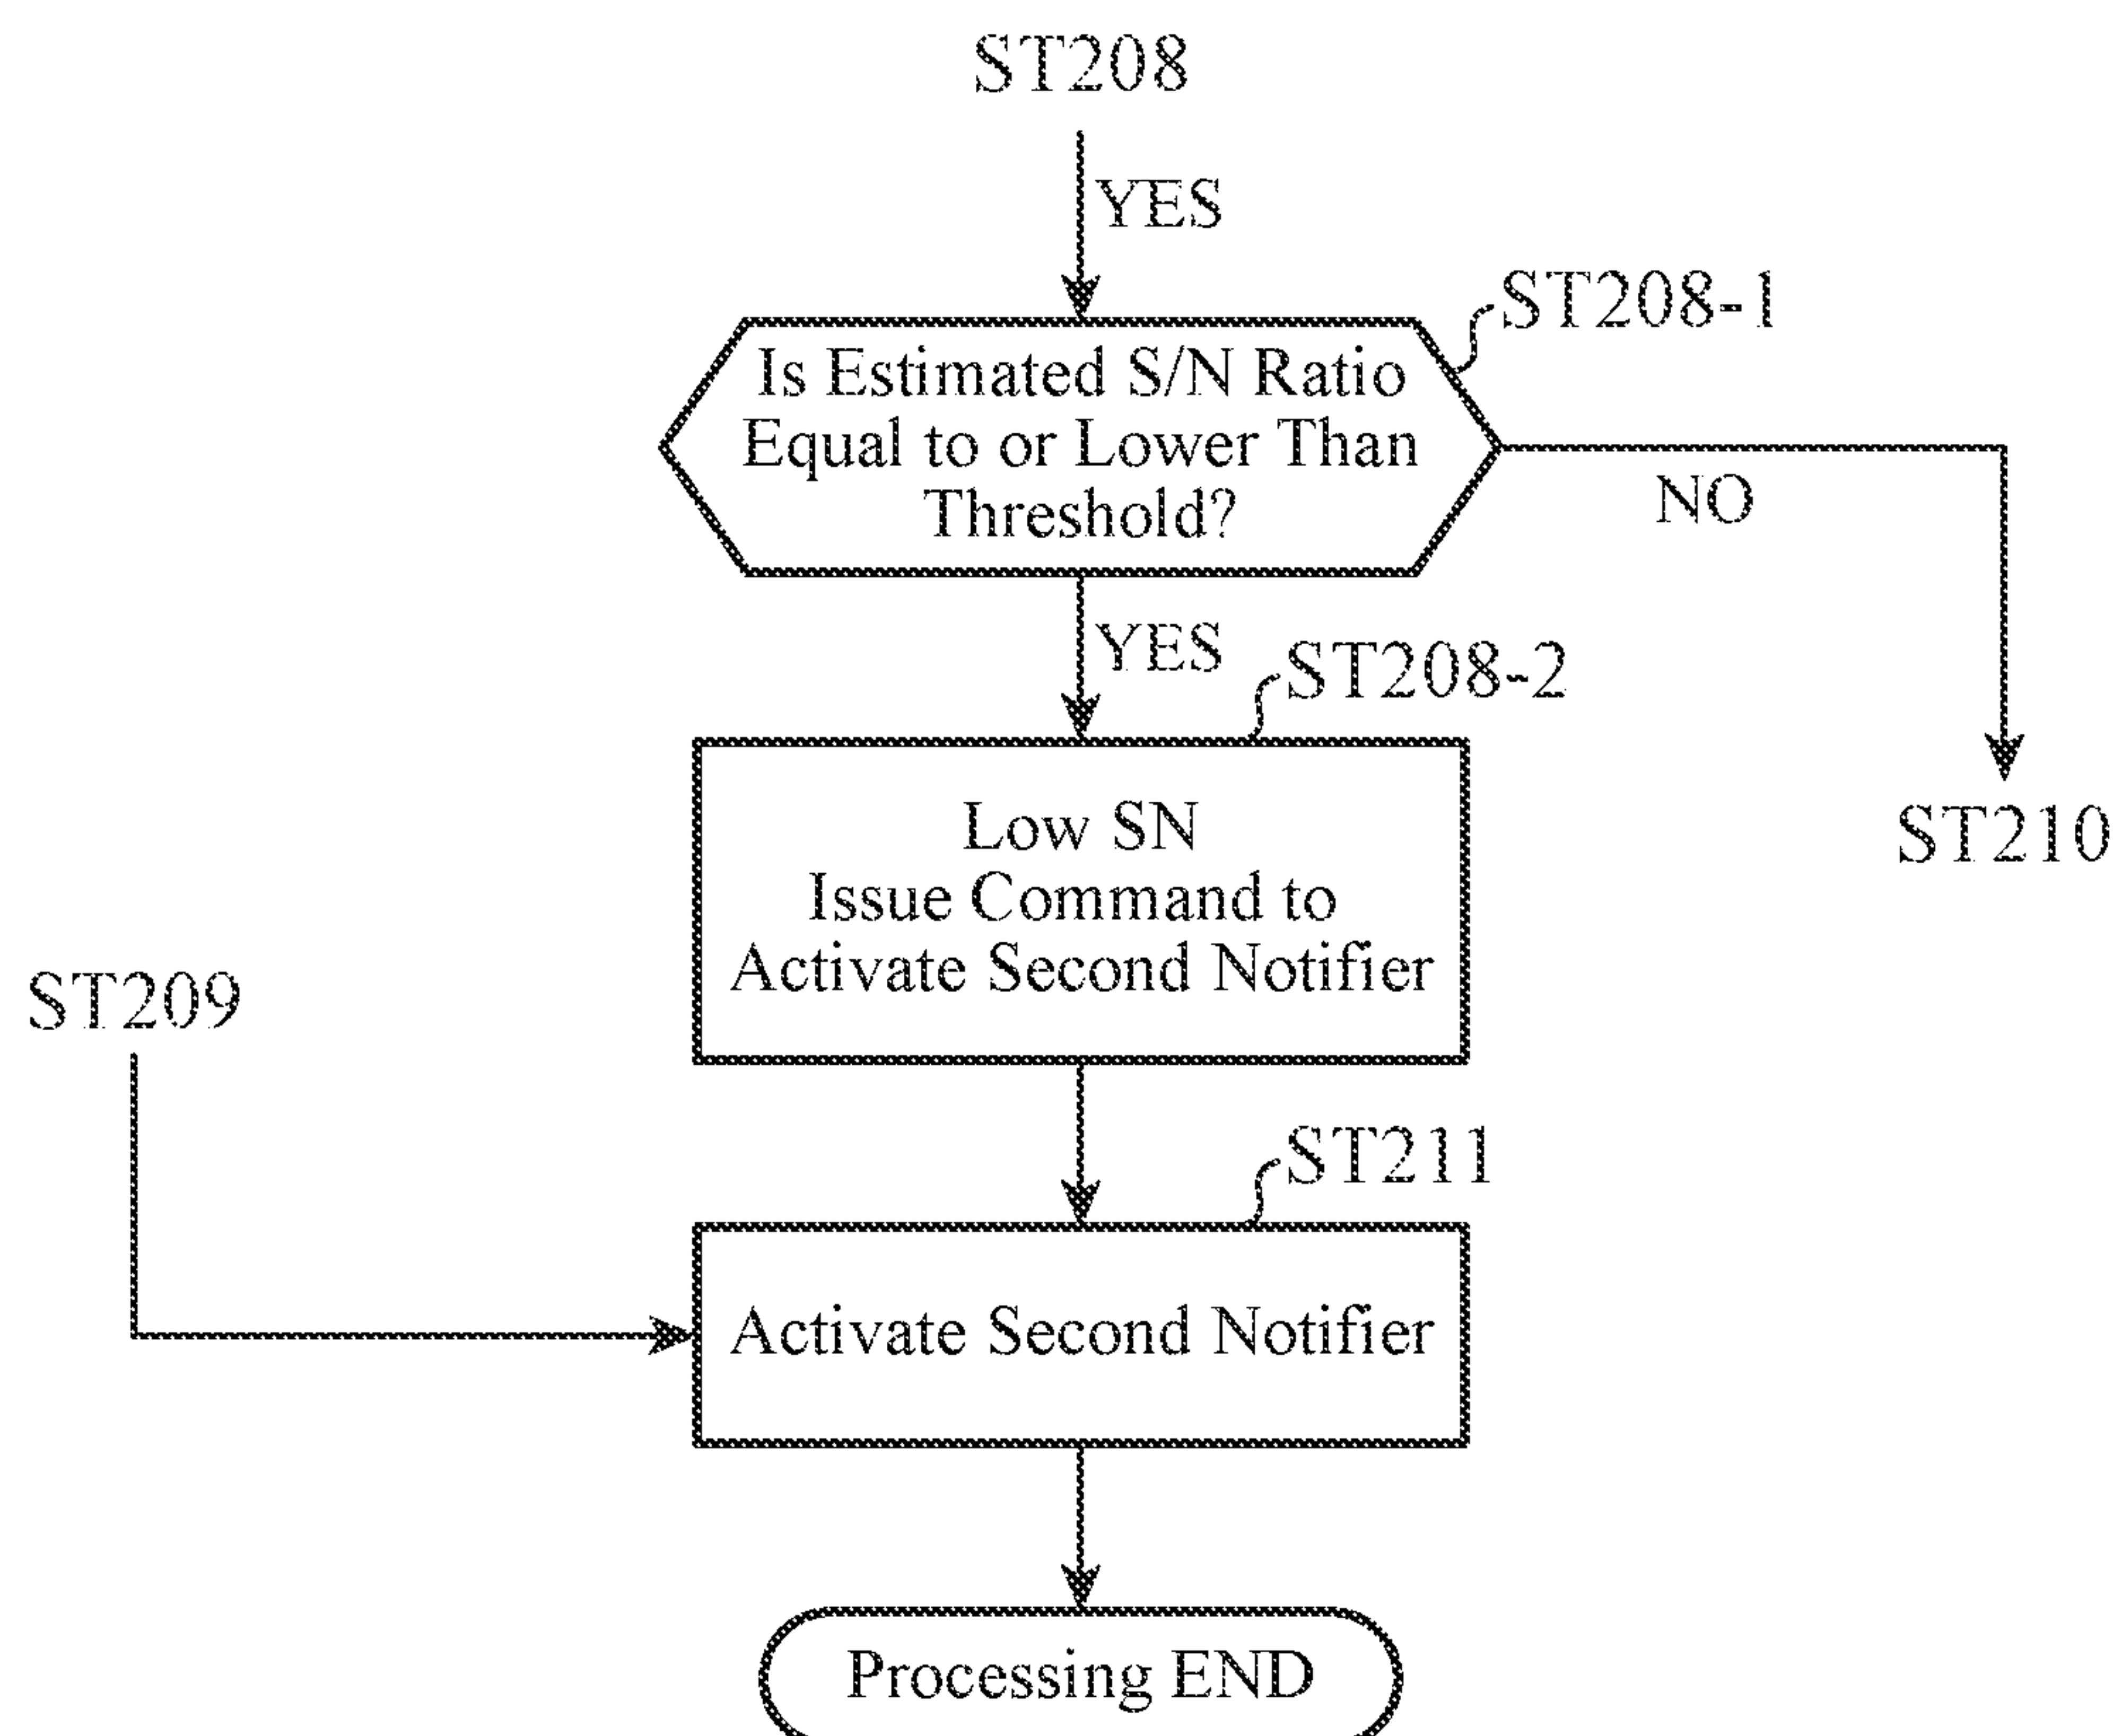 ST208
YES
ST208-1
Is Estimated S/N Ratio
Equal to or Lower Than
Threshold?
NO
YES
ST208-2
Low SN
Issue Command to
Activate Second Notifier
ST210
ST209
ST211
Activate Second Notifier
Processing END